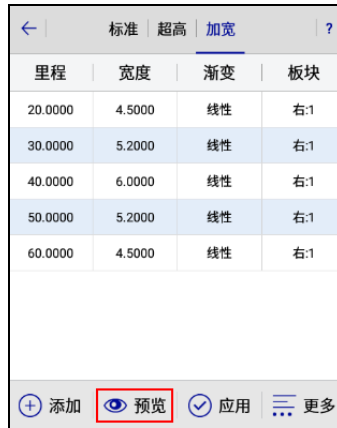 标准 超高 加宽 ?
里程 宽度 渐变 板块
20.0000 4.5000 线性 右:1
30.0000 5.2000 线性 右:1
40.0000 6.0000 线性 右:1
50.0000 5.2000 线性 右:1
60.0000 4.5000 线性 右:1
添加 预览 应用 更多